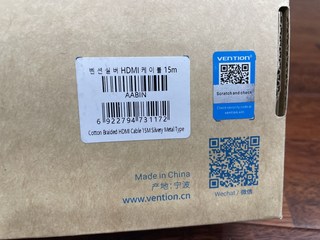 벤션 실버 HDMI 케이블 15m
AABIN
6 922794 731172
Cotton Braided HDMI Cable 15M Silvery Metal Type
VENTION
Scratch and check
Made in China
产地: 宁波
www.vention.cn
Wechat / 微信